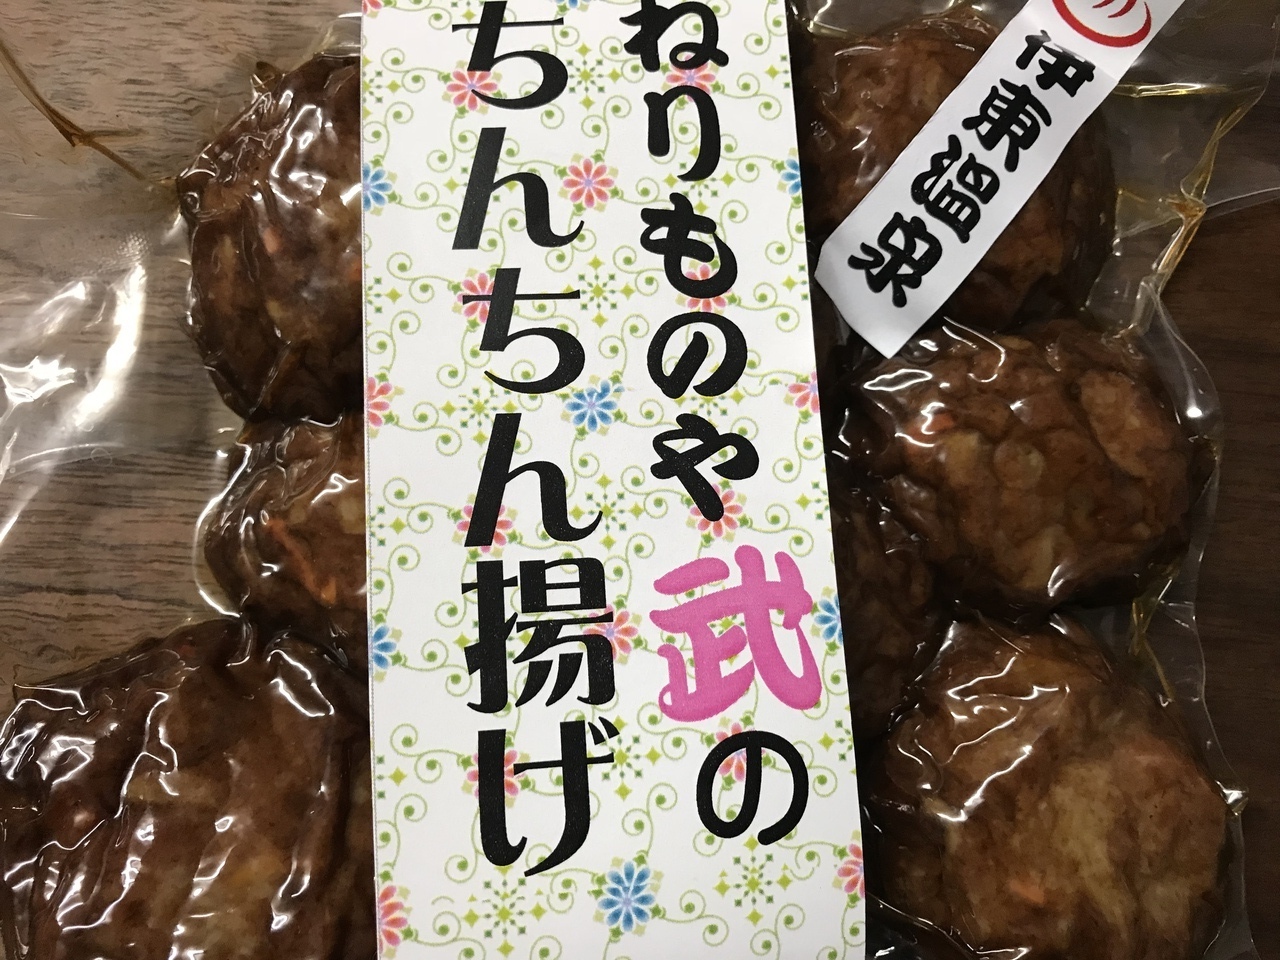 ねりものや武の
ちんちん揚げ
伊東温泉